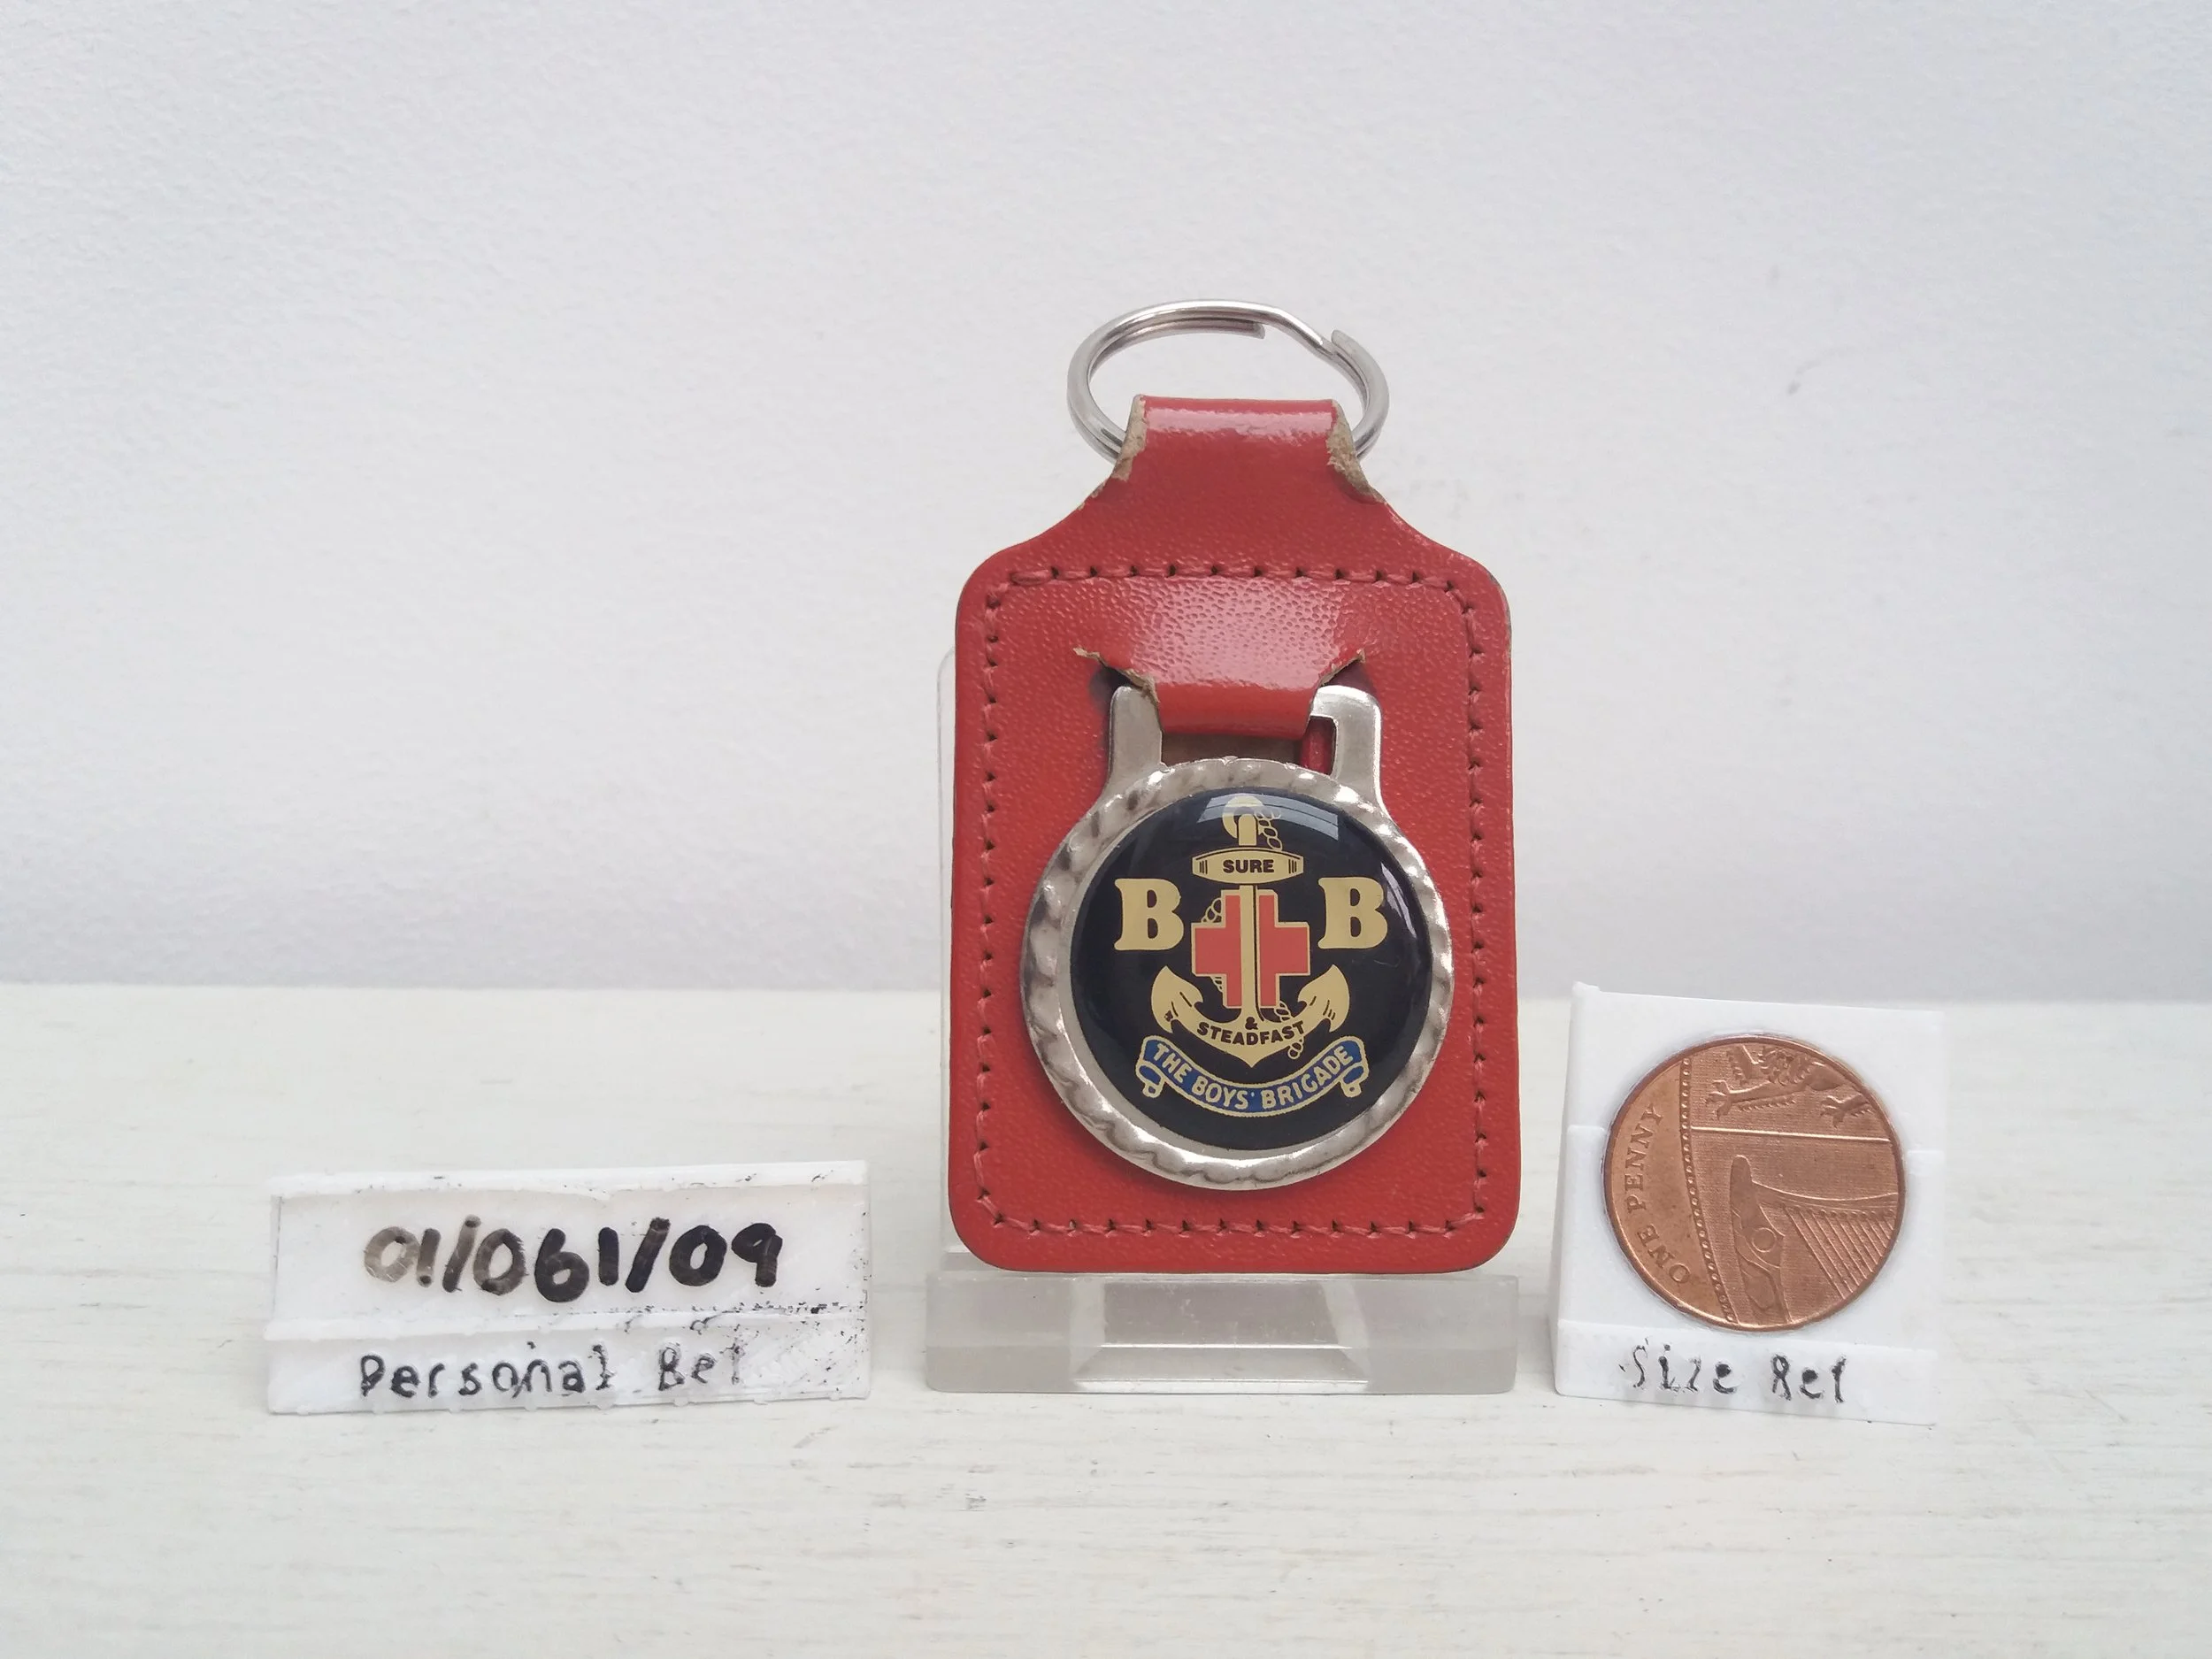 SURE
B B
&
STEADFAST
THE BOYS' BRIGADE
01/061/09
Personal Ref
ONE PENNY
Size Ref